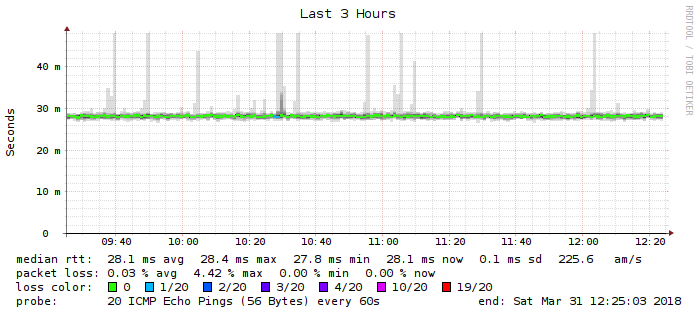 Last 3 Hours
RRDTOOL / TOBI OETIKER
Seconds
40 m
30 m
20 m
10 m
0
09:40 10:00 10:20 10:40 11:00 11:20 11:40 12:00 12:20
median rtt: 28.1 ms avg 28.4 ms max 27.8 ms min 28.1 ms now 0.1 ms sd 225.6 am/s
packet loss: 0.03 % avg 4.42 % max 0.00 % min 0.00 % now
loss color: 0 1/20 2/20 3/20 4/20 10/20 19/20
probe: 20 ICMP Echo Pings (56 Bytes) every 60s end: Sat Mar 31 12:25:03 2018